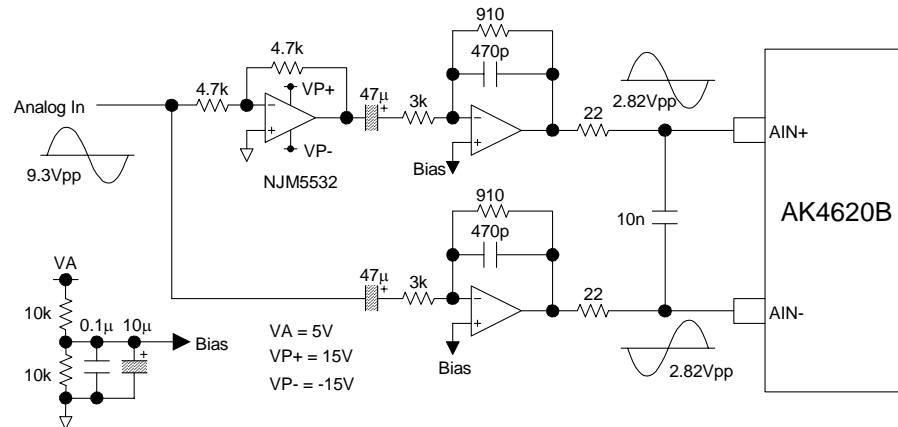 910
4.7k
470p
4.7k
47µ
+
3k
VP+
Analog In
−
+
−
+
VP-
NJM5532
Bias
9.3Vpp
22
2.82Vpp
AIN+
AK4620B
10n
910
470p
47µ
+
3k
−
+
Bias
22
AIN-
2.82Vpp
VA
10k
0.1µ
10µ
+
Bias
10k
VA = 5V
VP+ = 15V
VP- = -15V